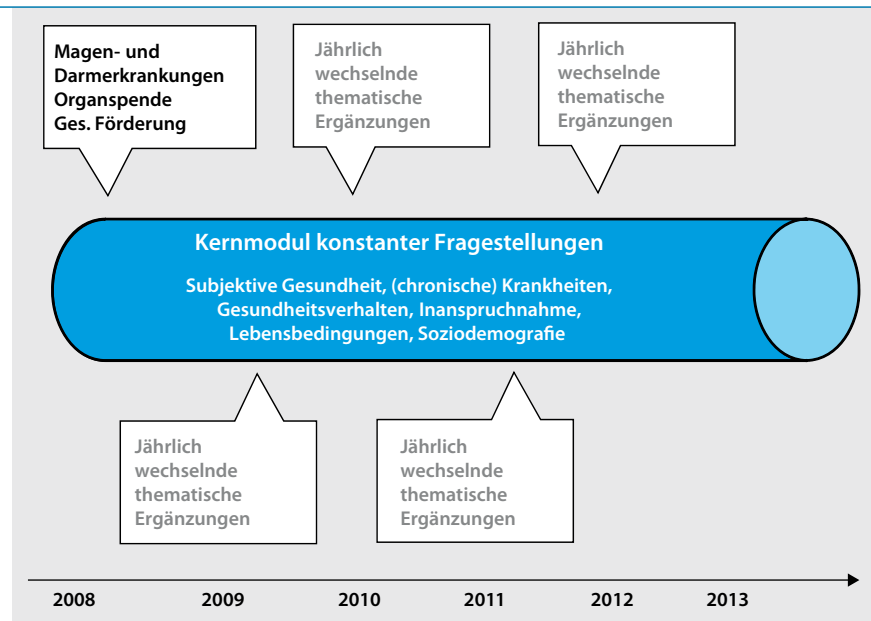 Magen- und
Darmerkrankungen
Organspende
Ges. Förderung
Jährlich
wechselnde
thematische
Ergänzungen
Jährlich
wechselnde
thematische
Ergänzungen
Kernmodul konstanter Fragestellungen
Subjektive Gesundheit, (chronische) Krankheiten,
Gesundheitsverhalten, Inanspruchnahme,
Lebensbedingungen, Soziodemografie
Jährlich
wechselnde
thematische
Ergänzungen
Jährlich
wechselnde
thematische
Ergänzungen
2008 2009 2010 2011 2012 2013